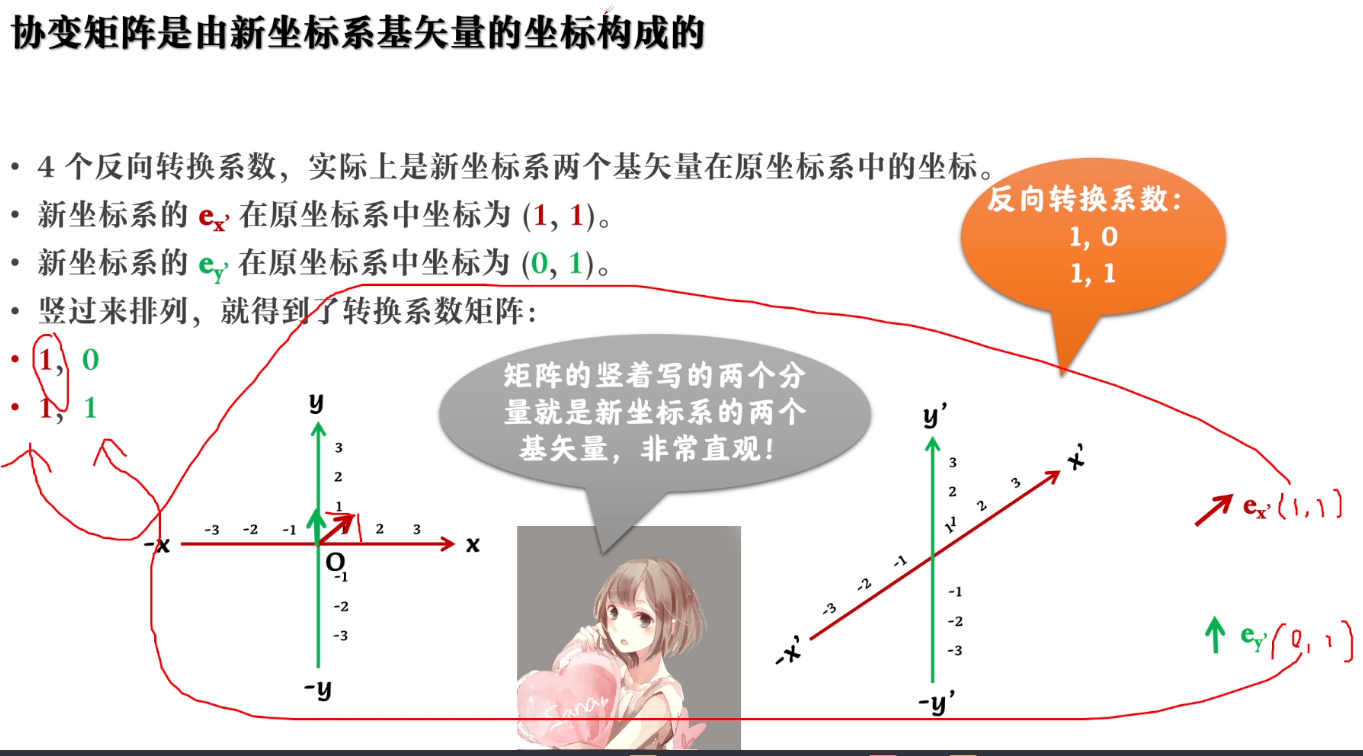 协变矩阵是由新坐标系基矢量的坐标构成的
• 4 个反向转换系数，实际上是新坐标系两个基矢量在原坐标系中的坐标。
• 新坐标系的 ex’ 在原坐标系中坐标为 (1, 1)。
• 新坐标系的 ey’ 在原坐标系中坐标为 (0, 1)。
• 竖过来排列，就得到了转换系数矩阵：
• 1, 0
• 1, 1
反向转换系数：
1, 0
1, 1
矩阵的竖着写的两个分
量就是新坐标系的两个
基矢量，非常直观！
y
3
2
1
-x
-3 -2 -1 1 2 3
x
O
-1
-2
-3
-y
y’
3
2
1
x’
1 2 3
-3 -2 -1
-x’
-1
-2
-3
-y’
ex’ (1,1)
ey’ (0,1)
Sana